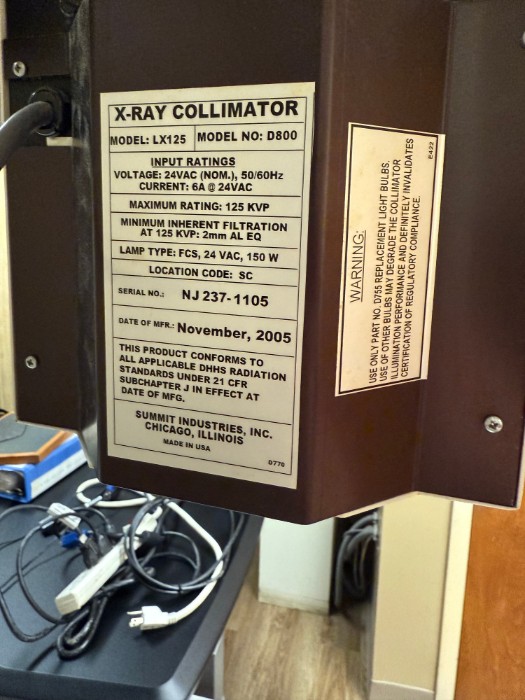 X-RAY COLLIMATOR
MODEL: LX125 MODEL NO: D800
INPUT RATINGS
VOLTAGE: 24VAC (NOM.), 50/60Hz
CURRENT: 6A @ 24VAC
MAXIMUM RATING: 125 KVP
MINIMUM INHERENT FILTRATION
AT 125 KVP: 2mm AL EQ
LAMP TYPE: FCS, 24 VAC, 150 W
LOCATION CODE: SC
SERIAL NO.: NJ 237-1105
DATE OF MFR.: November, 2005
THIS PRODUCT CONFORMS TO
ALL APPLICABLE DHHS RADIATION
STANDARDS UNDER 21 CFR
SUBCHAPTER J IN EFFECT AT
DATE OF MFG.
SUMMIT INDUSTRIES, INC.
CHICAGO, ILLINOIS
MADE IN USA
D770
WARNING:
USE ONLY PART NO. D755 REPLACEMENT LIGHT BULBS.
USE OF OTHER BULBS MAY DEGRADE THE COLLIMATOR
ILLUMINATION PERFORMANCE AND DEFINITELY INVALIDATES
CERTIFICATION OF REGULATORY COMPLIANCE.
E422